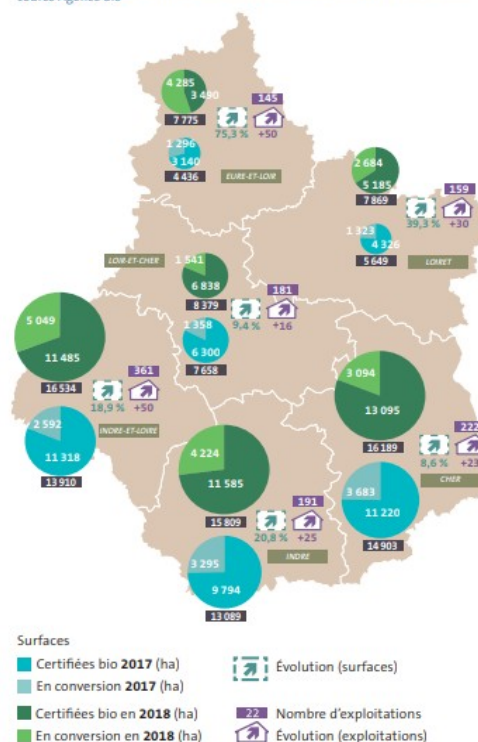 4 285
3 490
7 775
145
75,3 % +50
1 296
3 140
4 436
EURE-ET-LOIR
2 684
5 185
7 869
159
39,3 % +30
1 323
4 326
5 649
LOIRET
LOIR-ET-CHER
1 541
6 838
8 379
181
9,4 % +16
1 358
6 300
7 658
5 049
11 485
16 534
361
18,9 % +50
2 592
11 318
13 910
INDRE-ET-LOIRE
3 094
13 095
16 189
222
8,6 % +23
CHER
3 683
11 220
14 903
4 224
11 585
15 809
191
20,8 % +25
INDRE
3 295
9 794
13 089
Surfaces
Certifiées bio 2017 (ha)
En conversion 2017 (ha)
Certifiées bio en 2018 (ha)
En conversion en 2018 (ha)
Évolution (surfaces)
22 Nombre d'exploitations
Évolution (exploitations)